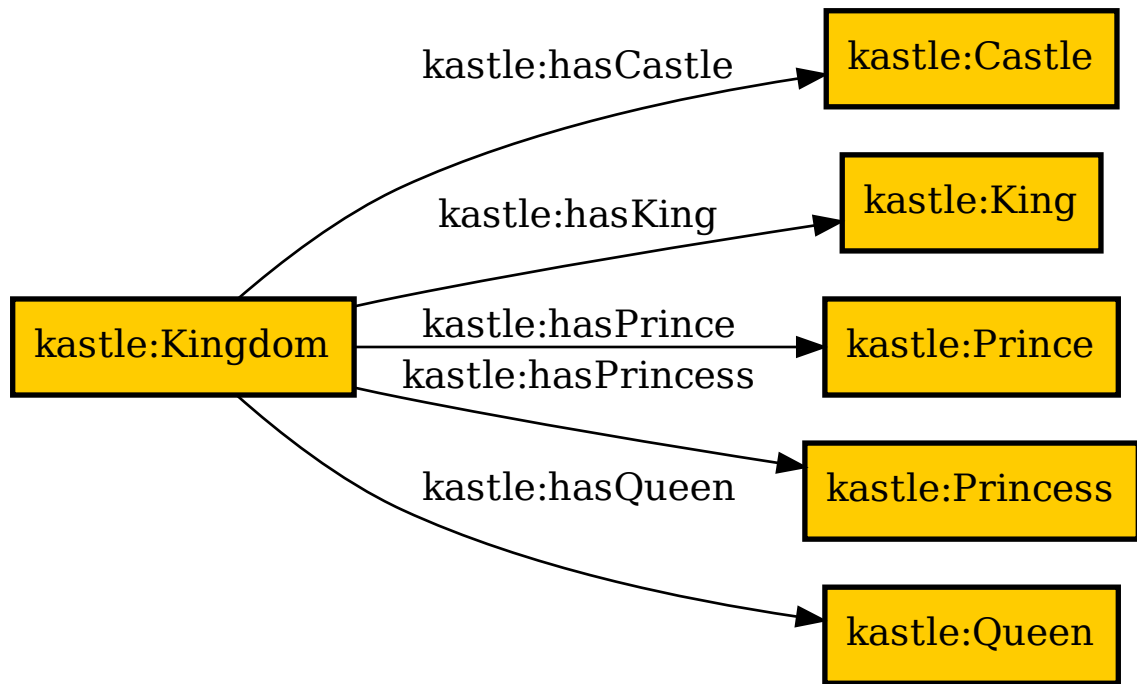 kastle:hasCastle
kastle:Castle
kastle:hasKing
kastle:King
kastle:Kingdom
kastle:hasPrince
kastle:Prince
kastle:hasPrincess
kastle:Princess
kastle:hasQueen
kastle:Queen